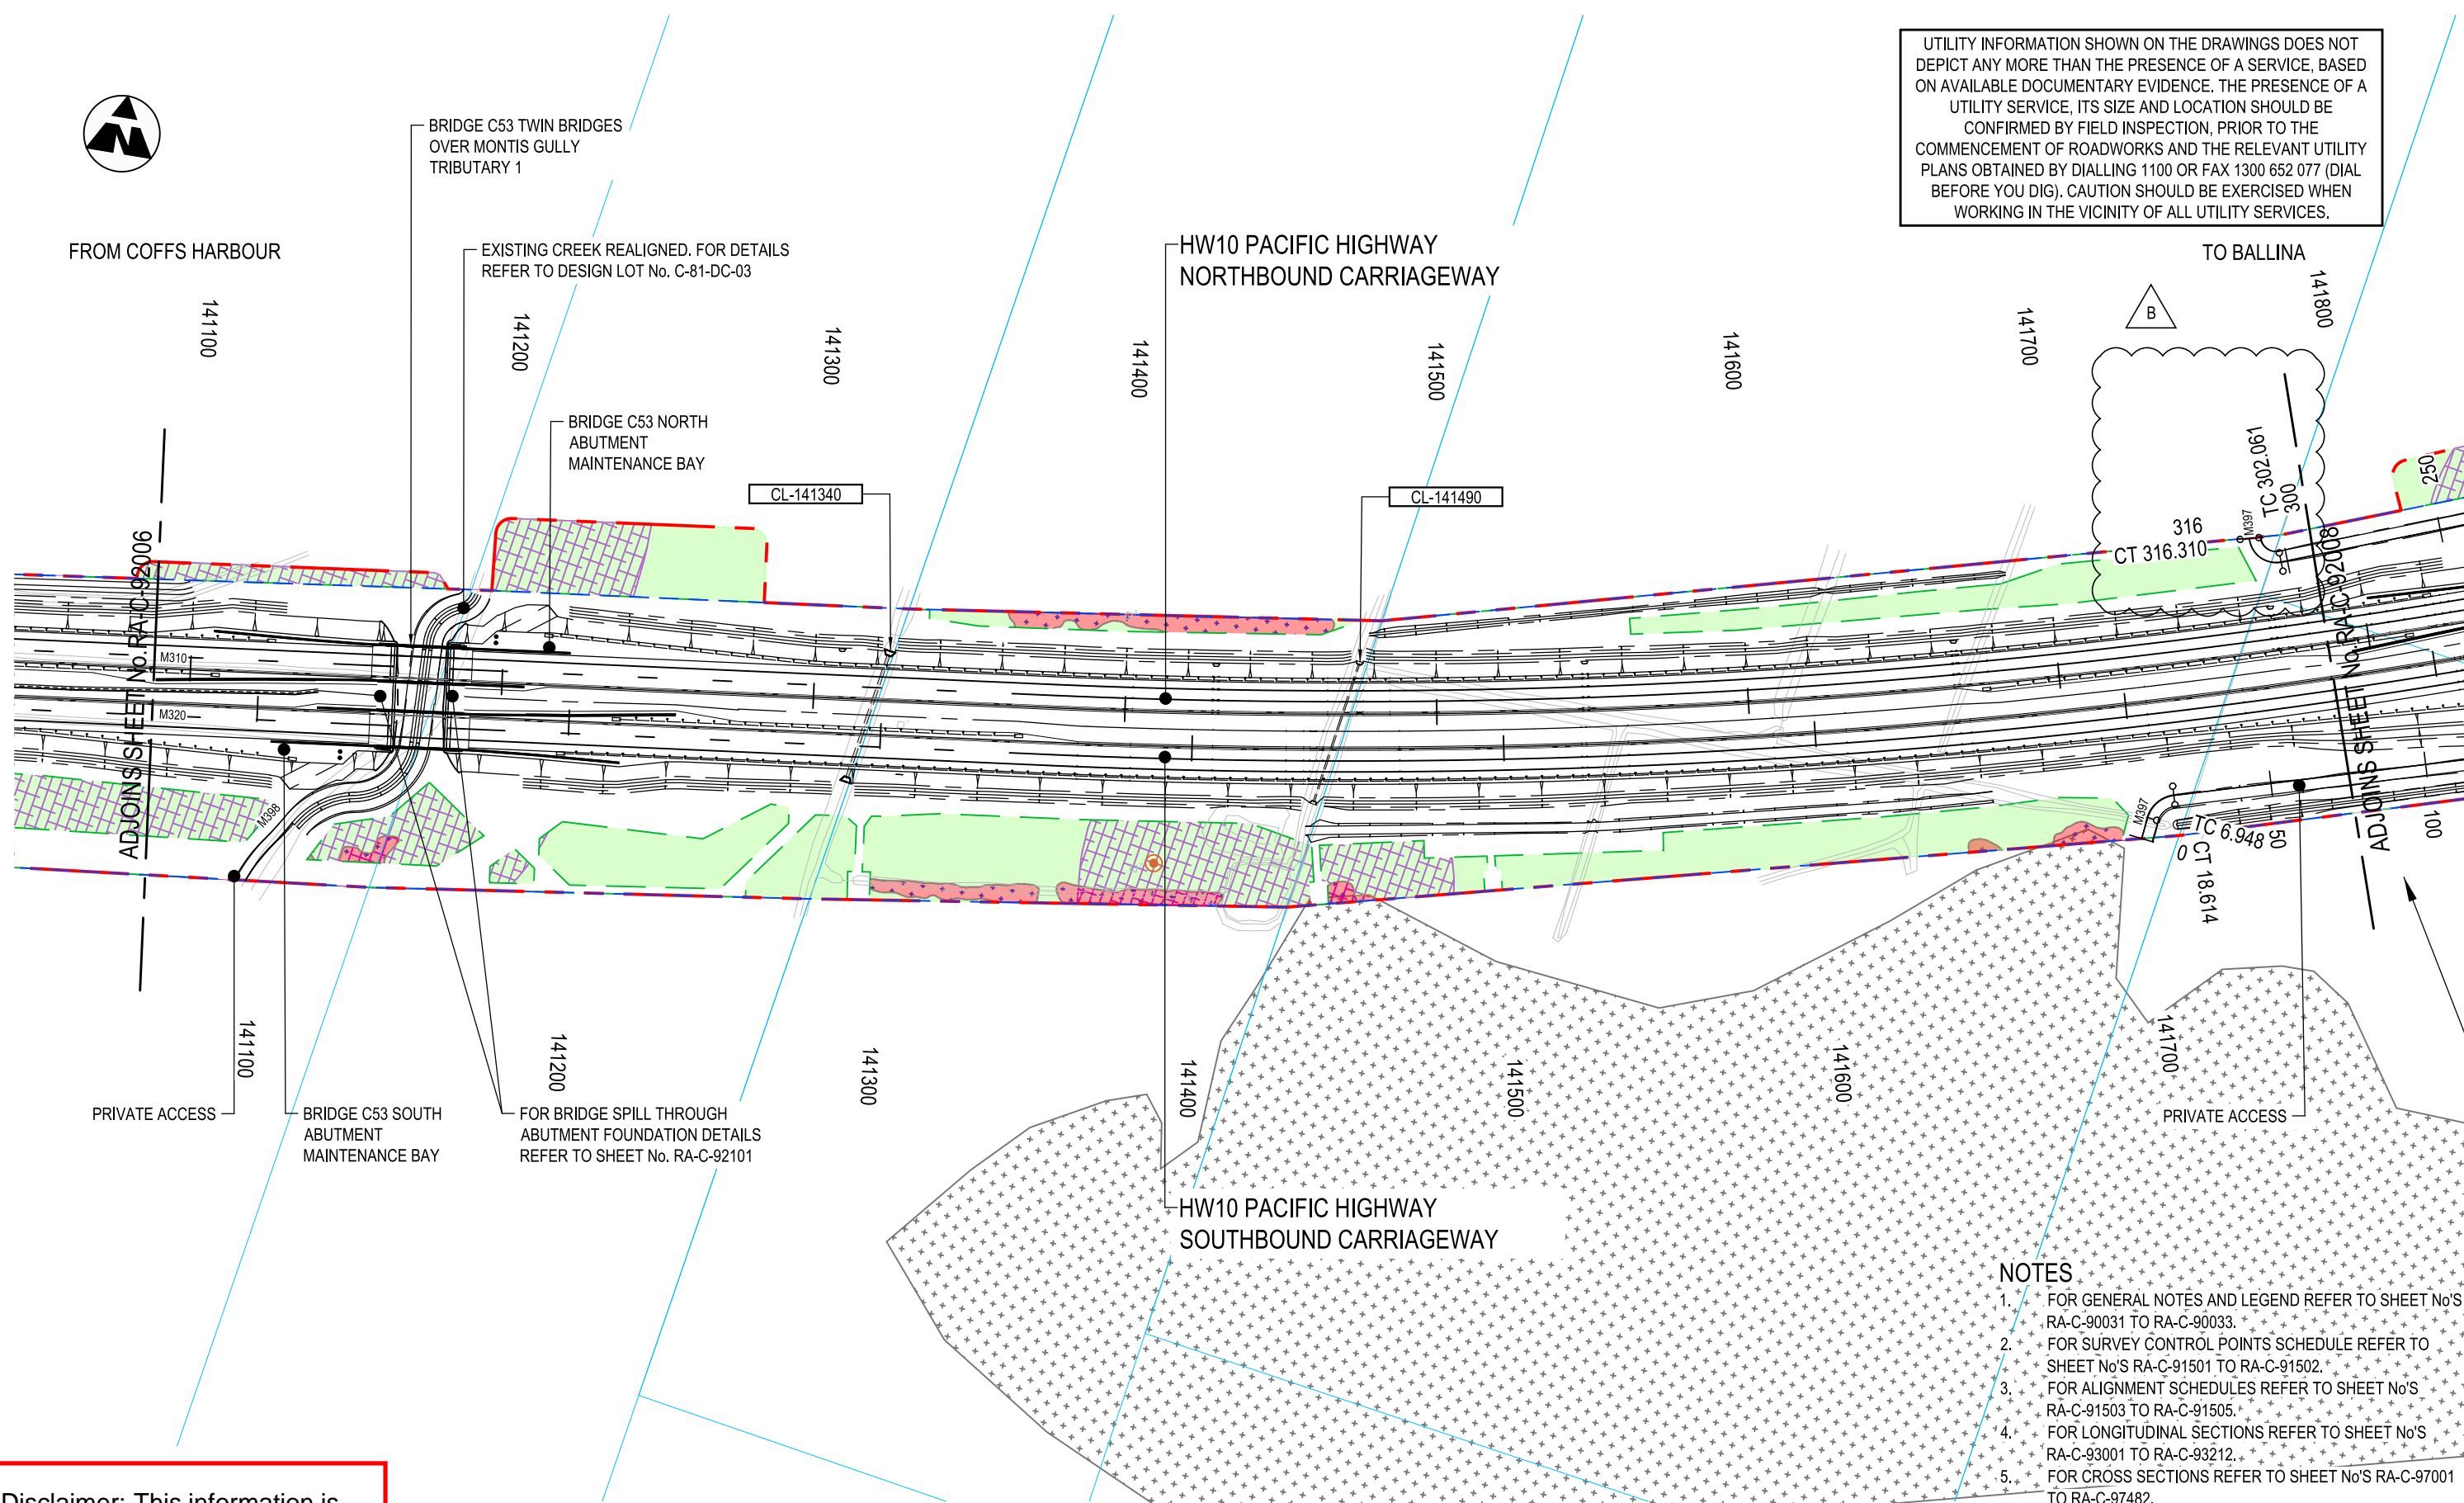 UTILITY INFORMATION SHOWN ON THE DRAWINGS DOES NOT
DEPICT ANY MORE THAN THE PRESENCE OF A SERVICE, BASED
ON AVAILABLE DOCUMENTARY EVIDENCE. THE PRESENCE OF A
UTILITY SERVICE, ITS SIZE AND LOCATION SHOULD BE
CONFIRMED BY FIELD INSPECTION, PRIOR TO THE
COMMENCEMENT OF ROADWORKS AND THE RELEVANT UTILITY
PLANS OBTAINED BY DIALLING 1100 OR FAX 1300 652 077 (DIAL
BEFORE YOU DIG). CAUTION SHOULD BE EXERCISED WHEN
WORKING IN THE VICINITY OF ALL UTILITY SERVICES.
N
BRIDGE C53 TWIN BRIDGES
OVER MONTIS GULLY
TRIBUTARY 1
FROM COFFS HARBOUR
EXISTING CREEK REALIGNED. FOR DETAILS
REFER TO DESIGN LOT No. C-81-DC-03
HW10 PACIFIC HIGHWAY
NORTHBOUND CARRIAGEWAY
TO BALLINA
B
141100
141200
141300
141400
141500
141600
141700
141800
BRIDGE C53 NORTH
ABUTMENT
MAINTENANCE BAY
CL-141340
CL-141490
TC 302.061
300
M397
316
CT 316.310
250
ADJOINS SHEET No.RA-C-92006
ADJOINS SHEET No.RA-C-92008
M310
M320
M398
M397
TC 6.948
0
CT 18.614
50
100
141100
141200
141300
141400
141500
141600
141700
PRIVATE ACCESS
BRIDGE C53 SOUTH
ABUTMENT
MAINTENANCE BAY
FOR BRIDGE SPILL THROUGH
ABUTMENT FOUNDATION DETAILS
REFER TO SHEET No. RA-C-92101
PRIVATE ACCESS
HW10 PACIFIC HIGHWAY
SOUTHBOUND CARRIAGEWAY
NOTES
1. FOR GENERAL NOTES AND LEGEND REFER TO SHEET No'S
RA-C-90031 TO RA-C-90033.
2. FOR SURVEY CONTROL POINTS SCHEDULE REFER TO
SHEET No'S RA-C-91501 TO RA-C-91502.
3. FOR ALIGNMENT SCHEDULES REFER TO SHEET No'S
RA-C-91503 TO RA-C-91505.
4. FOR LONGITUDINAL SECTIONS REFER TO SHEET No'S
RA-C-93001 TO RA-C-93212.
5. FOR CROSS SECTIONS REFER TO SHEET No'S RA-C-97001
TO RA-C-97482.
Disclaimer: This information is